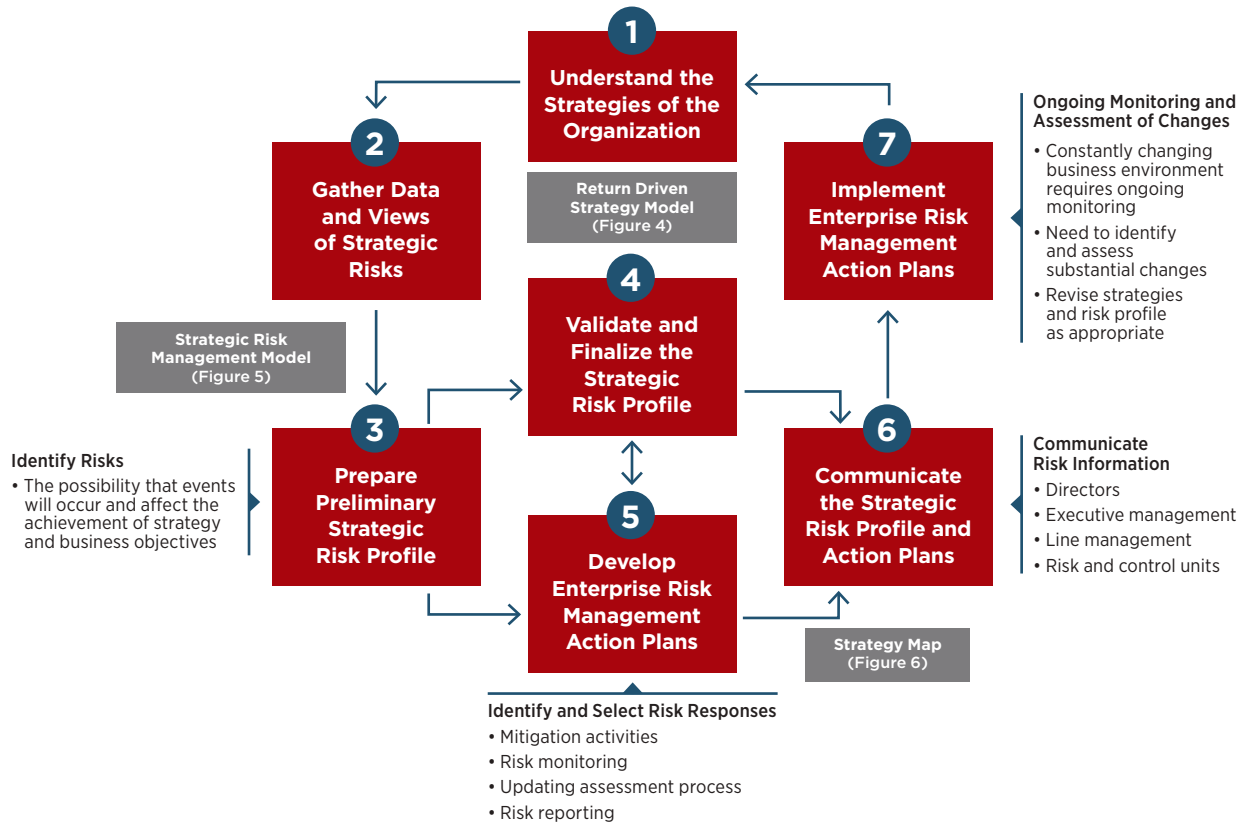 1
Understand the
Strategies of the
Organization
Return Driven
Strategy Model
(Figure 4)
2
Gather Data
and Views
of Strategic
Risks
Strategic Risk
Management Model
(Figure 5)
3
Prepare
Preliminary
Strategic
Risk Profile
Identify Risks
• The possibility that events
will occur and affect the
achievement of strategy
and business objectives
4
Validate and
Finalize the
Strategic
Risk Profile
5
Develop
Enterprise Risk
Management
Action Plans
Identify and Select Risk Responses
• Mitigation activities
• Risk monitoring
• Updating assessment process
• Risk reporting
6
Communicate
the Strategic
Risk Profile and
Action Plans
Strategy Map
(Figure 6)
Communicate
Risk Information
• Directors
• Executive management
• Line management
• Risk and control units
7
Implement
Enterprise Risk
Management
Action Plans
Ongoing Monitoring and
Assessment of Changes
• Constantly changing
business environment
requires ongoing
monitoring
• Need to identify
and assess
substantial changes
• Revise strategies
and risk profile
as appropriate